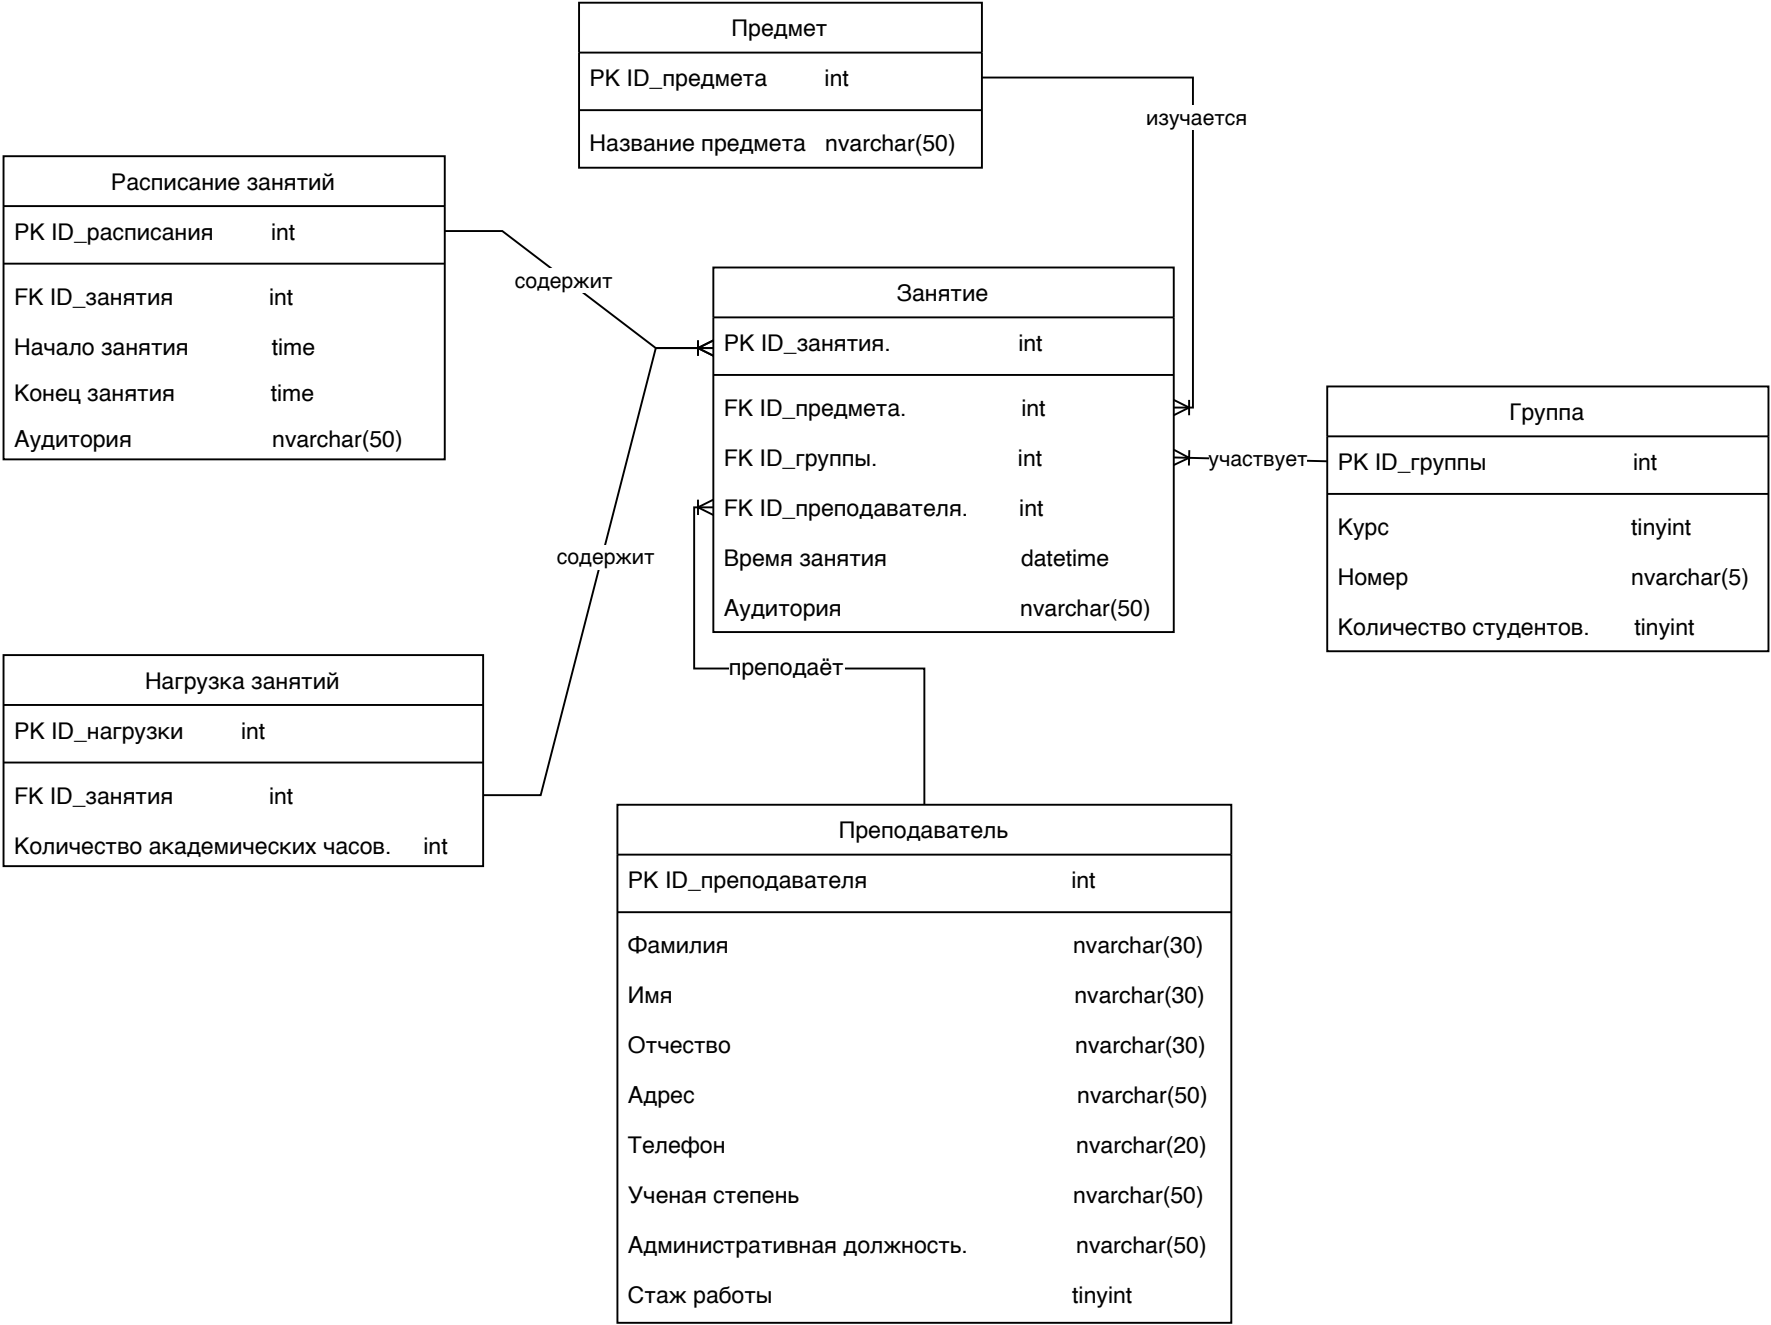 Предмет
PK ID_предмета int
Название предмета nvarchar(50)
изучается
Расписание занятий
PK ID_расписания int
FK ID_занятия int
Начало занятия time
Конец занятия time
Аудитория nvarchar(50)
содержит
Занятие
PK ID_занятия. int
FK ID_предмета. int
FK ID_группы. int
FK ID_преподавателя. int
Время занятия datetime
Аудитория nvarchar(50)
участвует
Группа
PK ID_группы int
Курс tinyint
Номер nvarchar(5)
Количество студентов. tinyint
содержит
преподаёт
Нагрузка занятий
PK ID_нагрузки int
FK ID_занятия int
Количество академических часов. int
Преподаватель
PK ID_преподавателя int
Фамилия nvarchar(30)
Имя nvarchar(30)
Отчество nvarchar(30)
Адрес nvarchar(50)
Телефон nvarchar(20)
Ученая степень nvarchar(50)
Административная должность. nvarchar(50)
Стаж работы tinyint